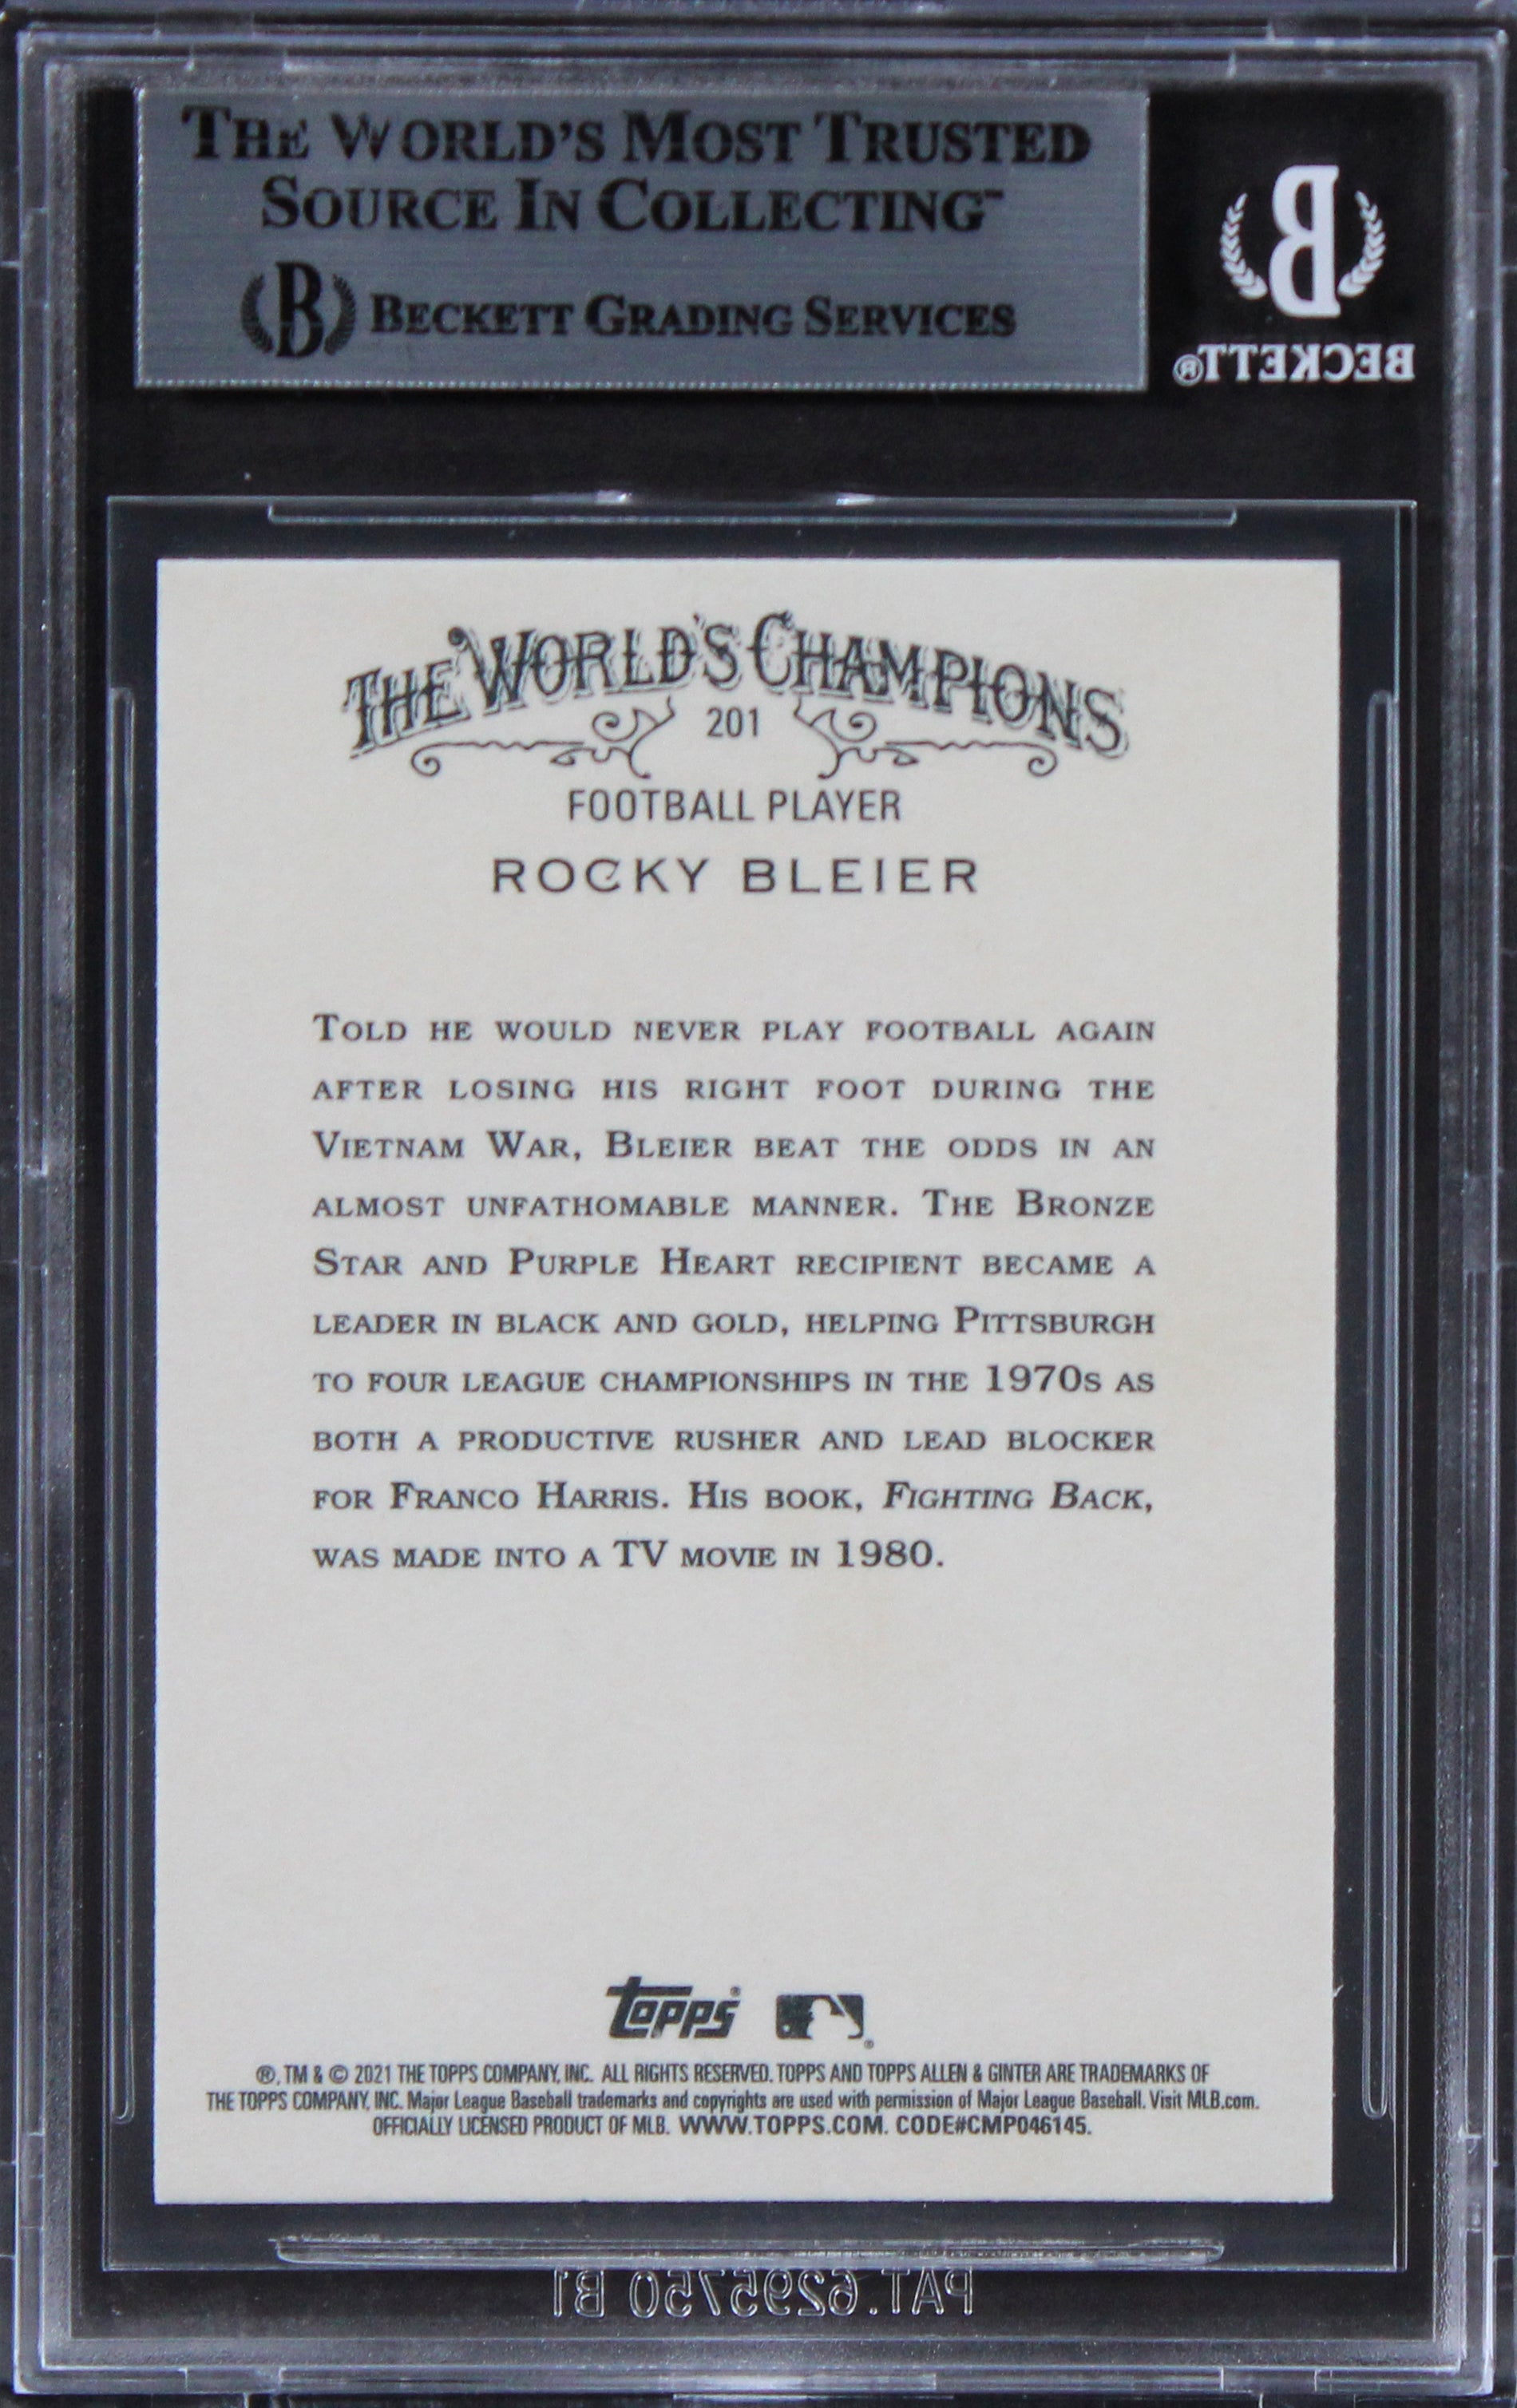 THE WORLD'S MOST TRUSTED
SOURCE IN COLLECTING™
B BECKETT GRADING SERVICES
B
BECKETT®
THE WORLD'S CHAMPIONS
201
FOOTBALL PLAYER
ROCKY BLEIER
TOLD HE WOULD NEVER PLAY FOOTBALL AGAIN
AFTER LOSING HIS RIGHT FOOT DURING THE
VIETNAM WAR, BLEIER BEAT THE ODDS IN AN
ALMOST UNFATHOMABLE MANNER. THE BRONZE
STAR AND PURPLE HEART RECIPIENT BECAME A
LEADER IN BLACK AND GOLD, HELPING PITTSBURGH
TO FOUR LEAGUE CHAMPIONSHIPS IN THE 1970S AS
BOTH A PRODUCTIVE RUSHER AND LEAD BLOCKER
FOR FRANCO HARRIS. HIS BOOK, FIGHTING BACK,
WAS MADE INTO A TV MOVIE IN 1980.
topps®
®, TM & © 2021 THE TOPPS COMPANY, INC. ALL RIGHTS RESERVED. TOPPS AND TOPPS ALLEN & GINTER ARE TRADEMARKS OF
THE TOPPS COMPANY, INC. Major League Baseball trademarks and copyrights are used with permission of Major League Baseball. Visit MLB.com.
OFFICIALLY LICENSED PRODUCT OF MLB. WWW.TOPPS.COM. CODE#CMP046145.
PAT.6295750 B1